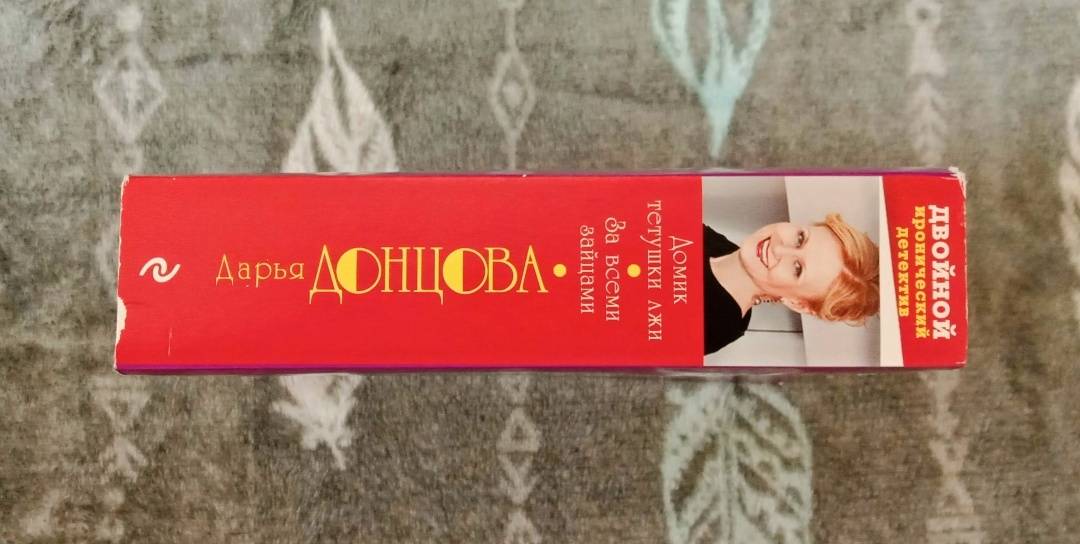 Дарья ДОНЦОВА
Домик
тетушки лжи
За всеми
зайцами
ДВОЙНОЙ
иронический
детектив